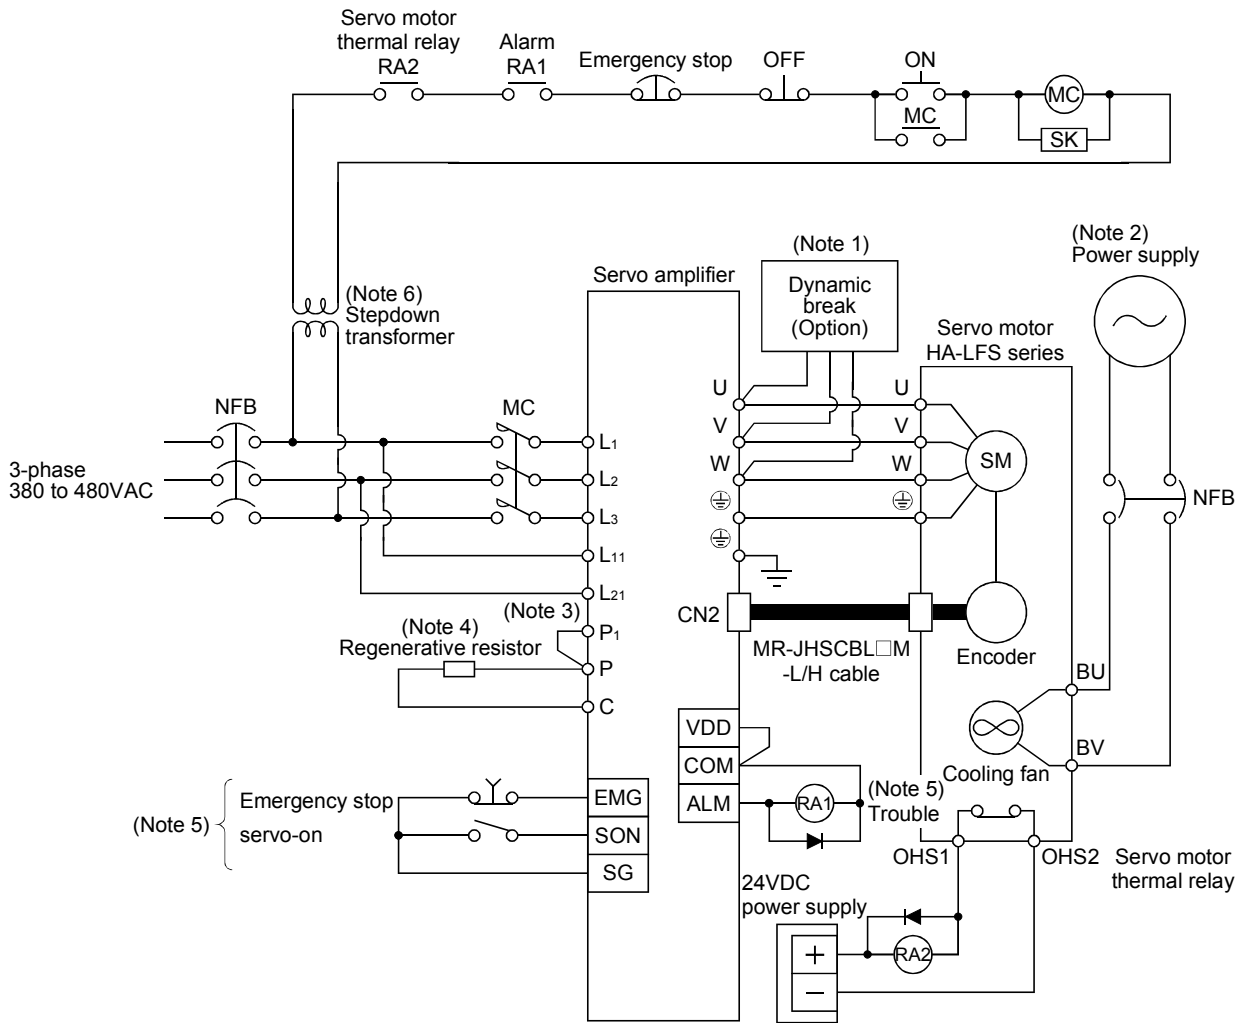 Servo motor
thermal relay
RA2
Alarm
RA1
Emergency stop
OFF
ON
MC
MC
SK
(Note 6)
Stepdown
transformer
Servo amplifier
(Note 1)
Dynamic
break
(Option)
(Note 2)
Power supply
Servo motor
HA-LFS series
NFB
MC
3-phase
380 to 480VAC
L1
L2
L3
L11
L21
U
V
W
U
V
W
SM
NFB
(Note 3)
P1
P
C
(Note 4)
Regenerative resistor
CN2
MR-JHSCBL□M
-L/H cable
Encoder
BU
BV
Cooling fan
VDD
COM
ALM
RA1
(Note 5)
Trouble
(Note 5)
Emergency stop
servo-on
EMG
SON
SG
OHS1
OHS2
Servo motor
thermal relay
24VDC
power supply
+
−
RA2